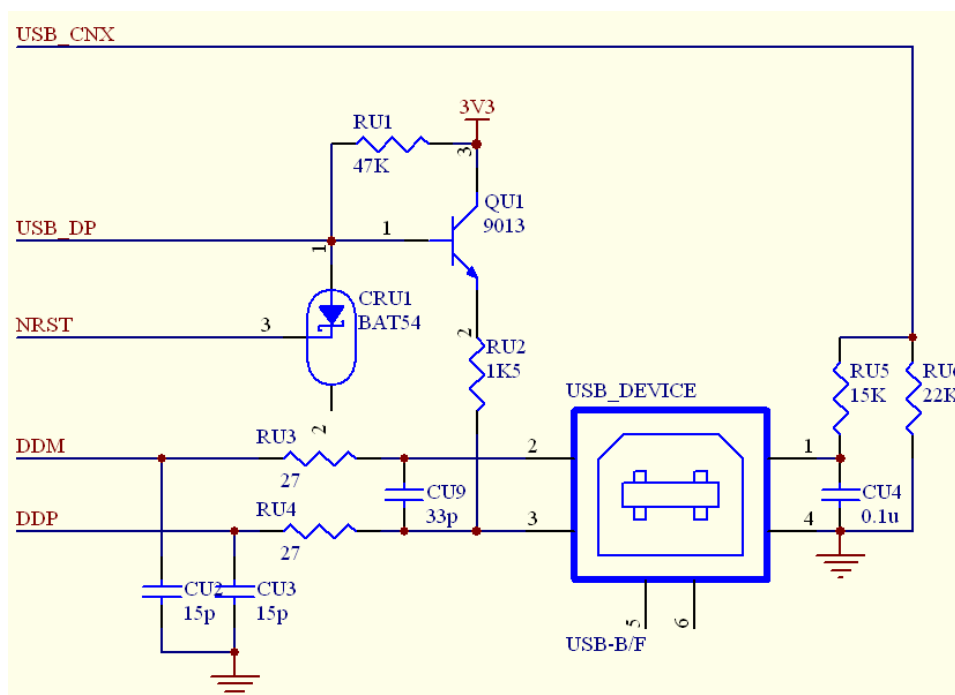 USB_CNX
3V3
RU1
47K
3
QU1
9013
USB_DP
1
1
CRU1
BAT54
NRST
3
2
RU2
1K5
RU5
15K
RU6
22K
USB_DEVICE
2
DDM
RU3
27
2
1
CU9
33p
CU4
0.1u
DDP
RU4
27
3
4
CU2
15p
CU3
15p
5
6
USB-B/F